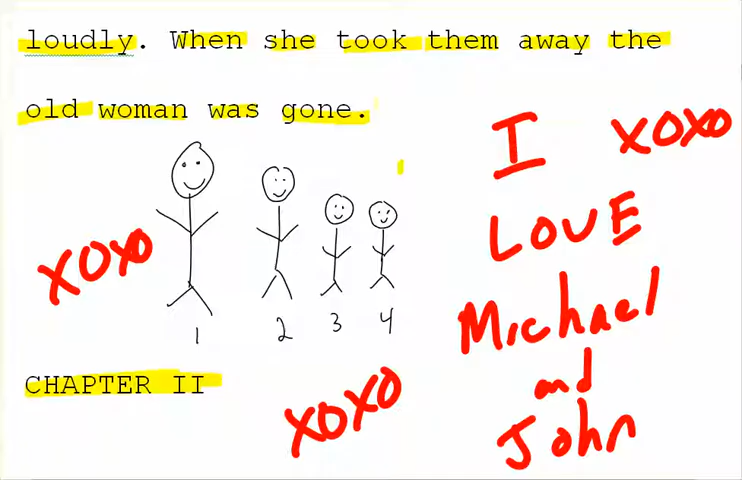 loudly. When she took them away the
old woman was gone.
I XOXO
LOVE
XOXO
Michael
1 2 3 4
and
CHAPTER II
XOXO
John